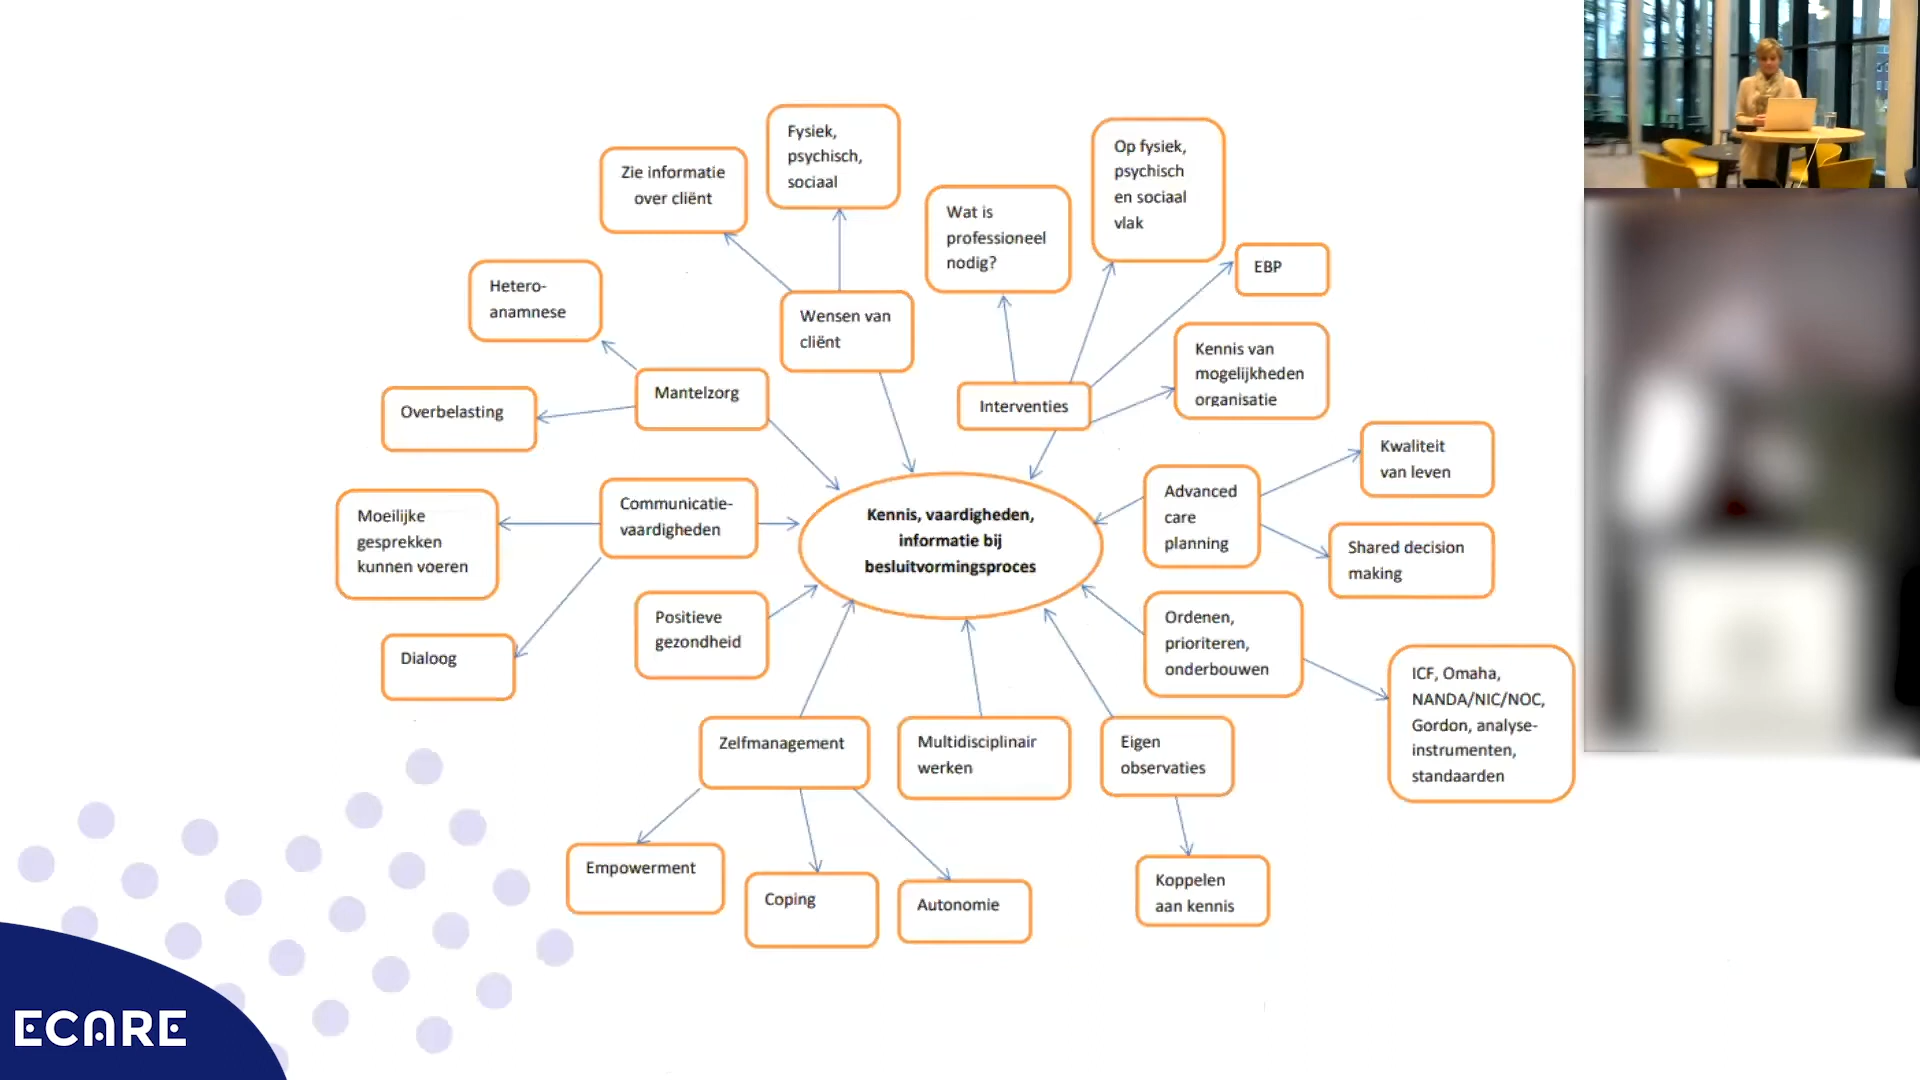 Fysiek,
psychisch,
sociaal
Zie informatie
over cliënt
Op fysiek,
psychisch
en sociaal
vlak
Wat is
professioneel
nodig?
EBP
Hetero-
anamnese
Wensen van
cliënt
Kennis van
mogelijkheden
organisatie
Mantelzorg
Interventies
Overbelasting
Kwaliteit
van leven
Communicatie-
vaardigheden
Advanced
care
planning
Moeilijke
gesprekken
kunnen voeren
Kennis, vaardigheden,
informatie bij
besluitvormingsproces
Shared decision
making
Positieve
gezondheid
Ordenen,
prioriteren,
onderbouwen
Dialoog
ICF, Omaha,
NANDA/NIC/NOC,
Gordon, analyse-
instrumenten,
standaarden
Zelfmanagement
Multidisciplinair
werken
Eigen
observaties
Empowerment
Coping
Autonomie
Koppelen
aan kennis
ECARE